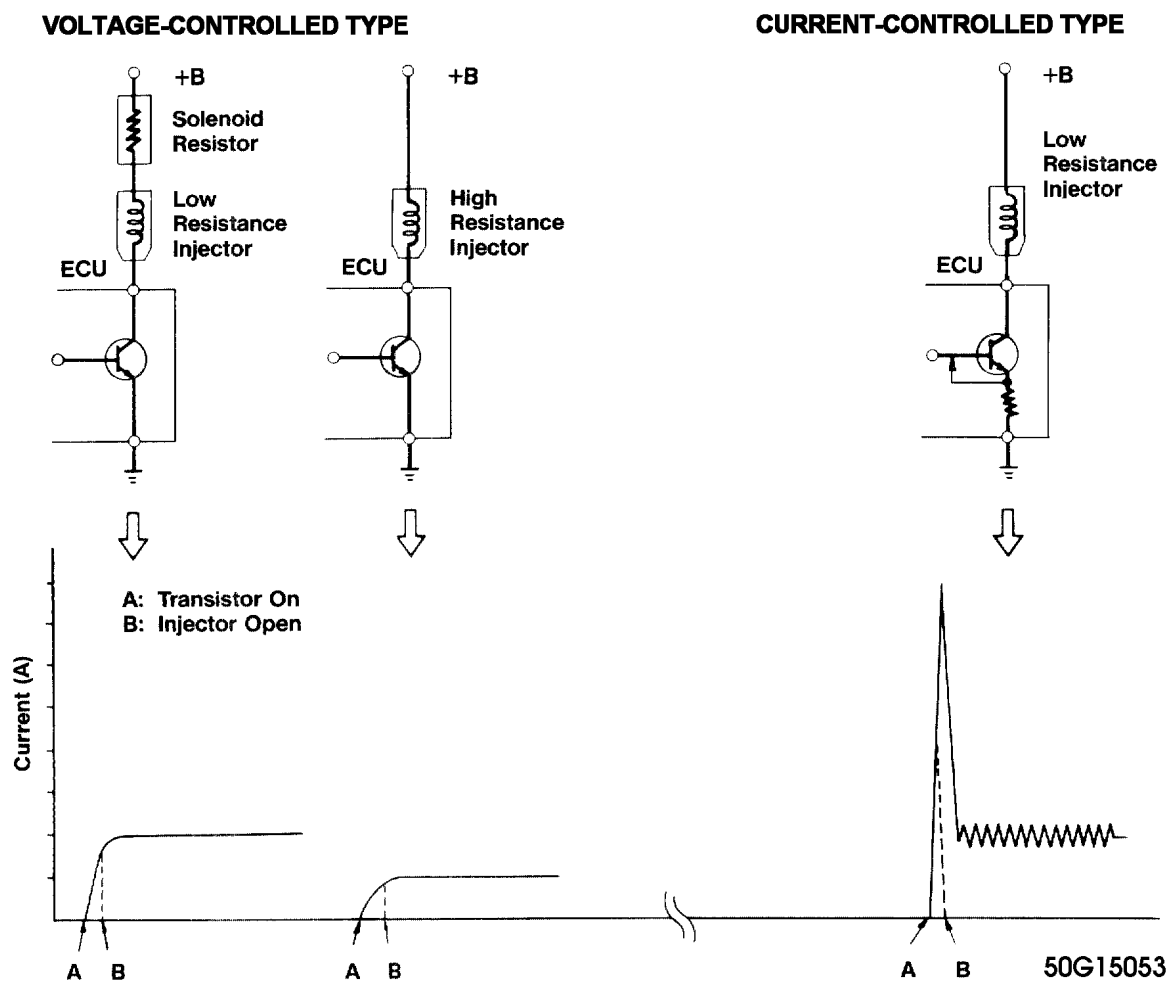 VOLTAGE-CONTROLLED TYPE
CURRENT-CONTROLLED TYPE
+B
Solenoid
Resistor
Low
Resistance
Injector
ECU
+B
High
Resistance
Injector
ECU
+B
Low
Resistance
Injector
ECU
A: Transistor On
B: Injector Open
Current (A)
A
B
A
B
A
B
50G15053